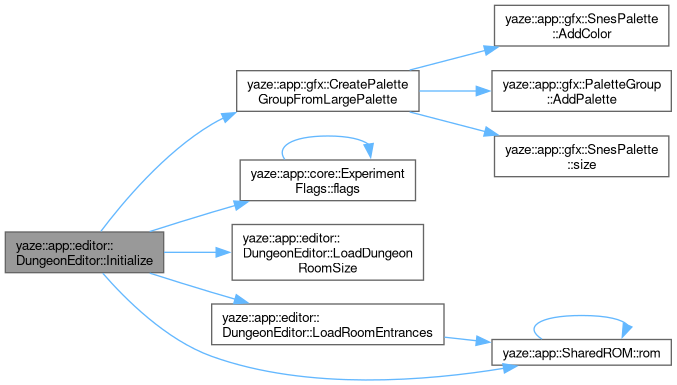 yaze::app::gfx::SnesPalette
::AddColor
yaze::app::gfx::CreatePalette
GroupFromLargePalette
yaze::app::gfx::PaletteGroup
::AddPalette
yaze::app::gfx::SnesPalette
::size
yaze::app::core::Experiment
Flags::flags
yaze::app::editor::
DungeonEditor::Initialize
yaze::app::editor::
DungeonEditor::LoadDungeon
RoomSize
yaze::app::editor::
DungeonEditor::LoadRoomEntrances
yaze::app::SharedROM::rom